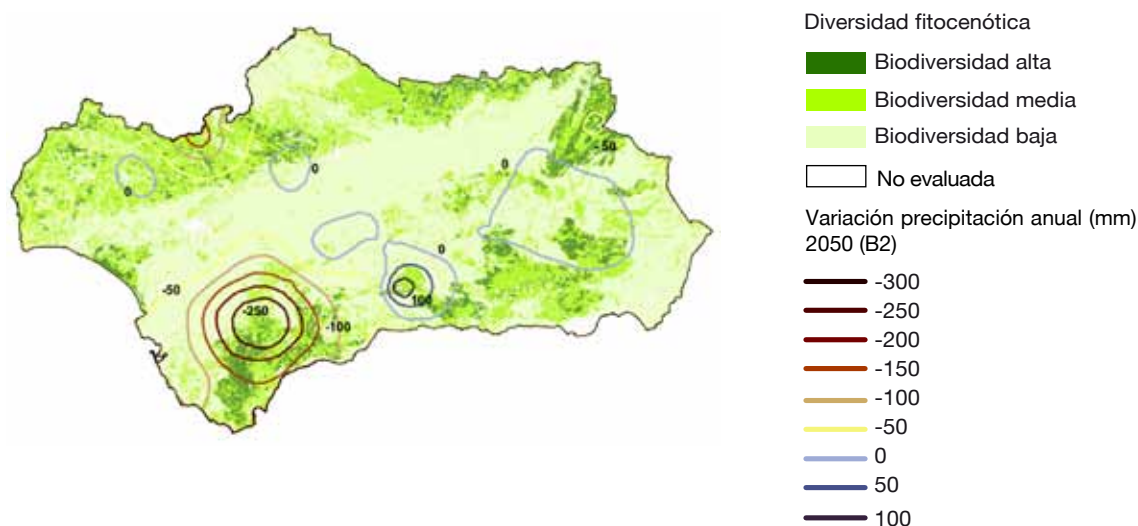 Diversidad fitocenótica
Biodiversidad alta
Biodiversidad media
Biodiversidad baja
No evaluada
Variación precipitación anual (mm)
2050 (B2)
-300
-250
-200
-150
-100
-50
0
50
100
-50
0
0
0
0
-50
100
-250
-100